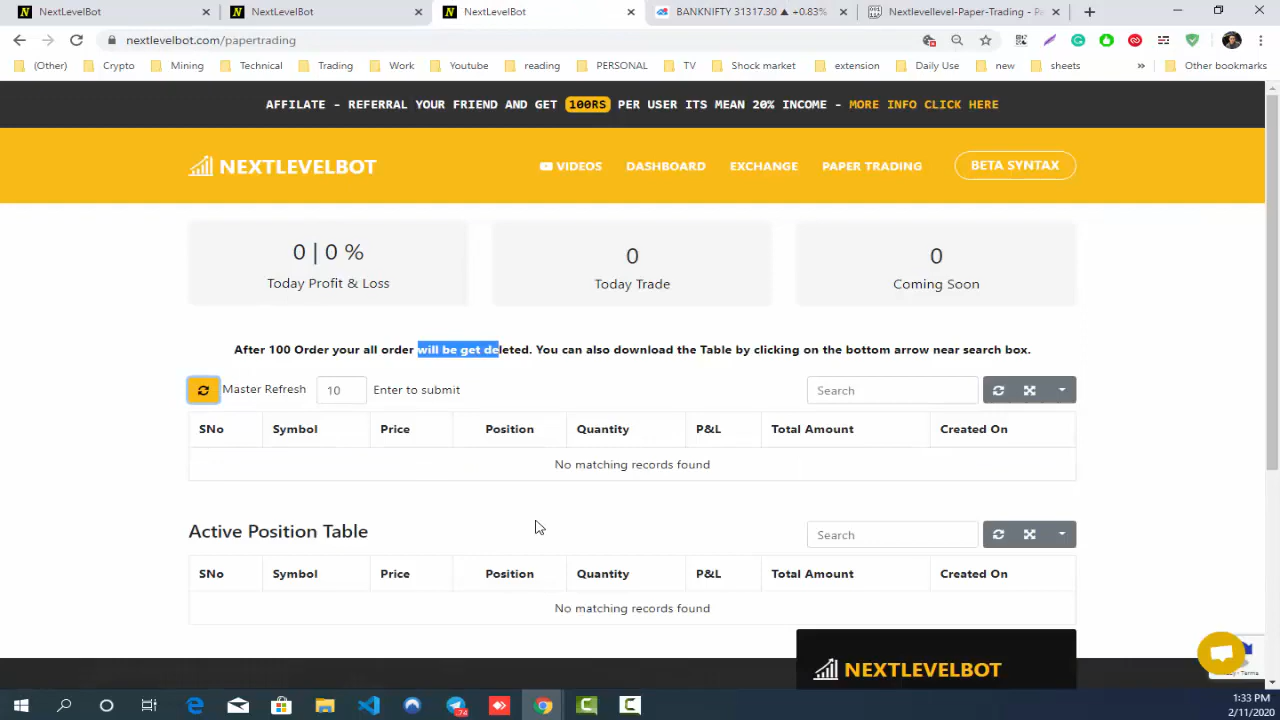 NextLevelBot
NextLevelBot
NextLevelBot
BANKNIFTY 31317.30 ▲ +0.83%
Nextlevellevel-Paper-Trading - P
nextlevelbot.com/papertrading
(Other)
Crypto
Mining
Technical
Trading
Work
Youtube
reading
PERSONAL
TV
Shock market
extension
Daily Use
new
sheets
»
Other bookmarks
AFFILATE - REFERRAL YOUR FRIEND AND GET 100RS PER USER ITS MEAN 20% INCOME - MORE INFO CLICK HERE
NEXTLEVELBOT
VIDEOS
DASHBOARD
EXCHANGE
PAPER TRADING
BETA SYNTAX
0 | 0 %
Today Profit & Loss
0
Today Trade
0
Coming Soon
After 100 Order your all order will be get deleted. You can also download the Table by clicking on the bottom arrow near search box.
Master Refresh
10
Enter to submit
Search
SNo Symbol Price Position Quantity P&L Total Amount Created On
No matching records found
Active Position Table
Search
SNo Symbol Price Position Quantity P&L Total Amount Created On
No matching records found
NEXTLEVELBOT
Privacy - Terms
74
1:33 PM
2/11/2020